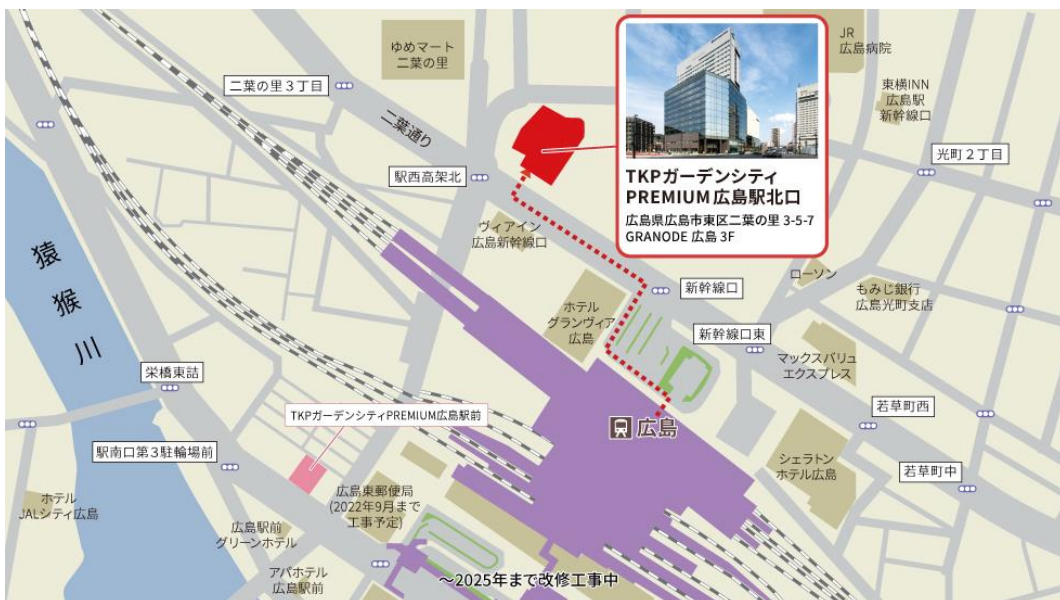 ゆめマート
二葉の里
JR
広島病院
二葉の里3丁目
東横INN
広島駅
新幹線口
二葉通り
光町2丁目
駅西高架北
TKPガーデンシティ
PREMIUM広島駅北口
広島県広島市東区二葉の里 3-5-7
GRANODE 広島 3F
ヴィアイン
広島新幹線口
猿猴川
ローソン
新幹線口
もみじ銀行
広島光町支店
ホテル
グランヴィア
広島
新幹線口東
マックスバリュ
エクスプレス
栄橋東詰
TKPガーデンシティPREMIUM広島駅前
若草町西
広島
駅南口第3駐輪場前
シェラトン
ホテル広島
若草町中
ホテル
JALシティ広島
広島東郵便局
(2022年9月まで
工事予定)
広島駅前
グリーンホテル
アパホテル
広島駅前
～2025年まで改修工事中